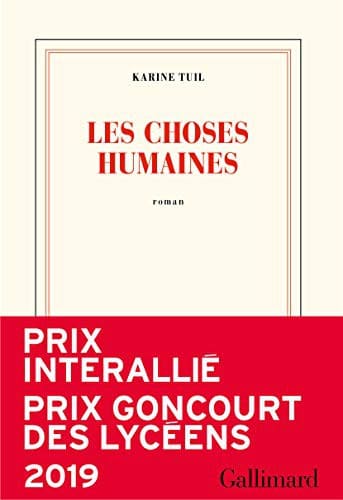 KARINE TUIL
LES CHOSES
HUMAINES
roman
PRIX
INTERALLIÉ
PRIX GONCOURT
DES LYCÉENS
2019
Gallimard